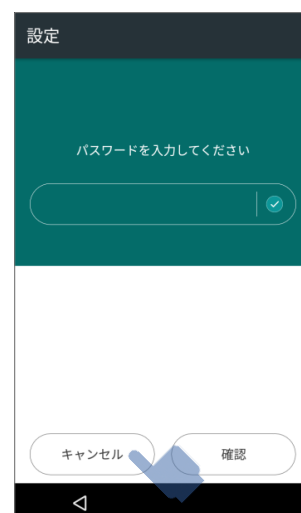 設定
パスワードを入力してください
キャンセル
確認